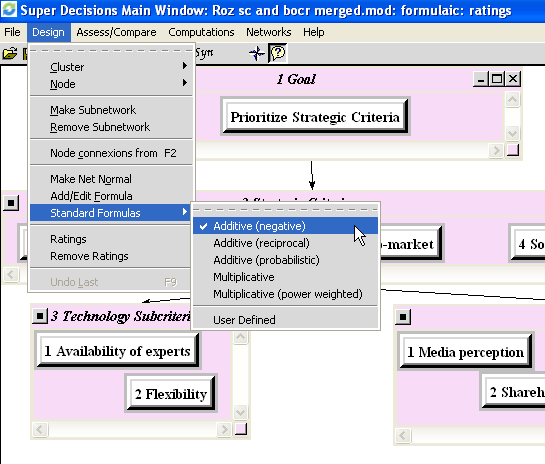 Super Decisions Main Window: Roz sc and bocr merged.mod: formulaic: ratings
File Design Assess/Compare Computations Networks Help
Syn
Cluster
Node
Make Subnetwork
Remove Subnetwork
Node connexions from F2
Make Net Normal
Add/Edit Formula
Standard Formulas
Ratings
Remove Ratings
Undo Last F9
1 Goal
Prioritize Strategic Criteria
Additive (negative)
Additive (reciprocal)
Additive (probabilistic)
Multiplicative
Multiplicative (power weighted)
User Defined
o-market
4 So
3 Technology Subcriteri
1 Availability of experts
2 Flexibility
1 Media perception
2 Shareh